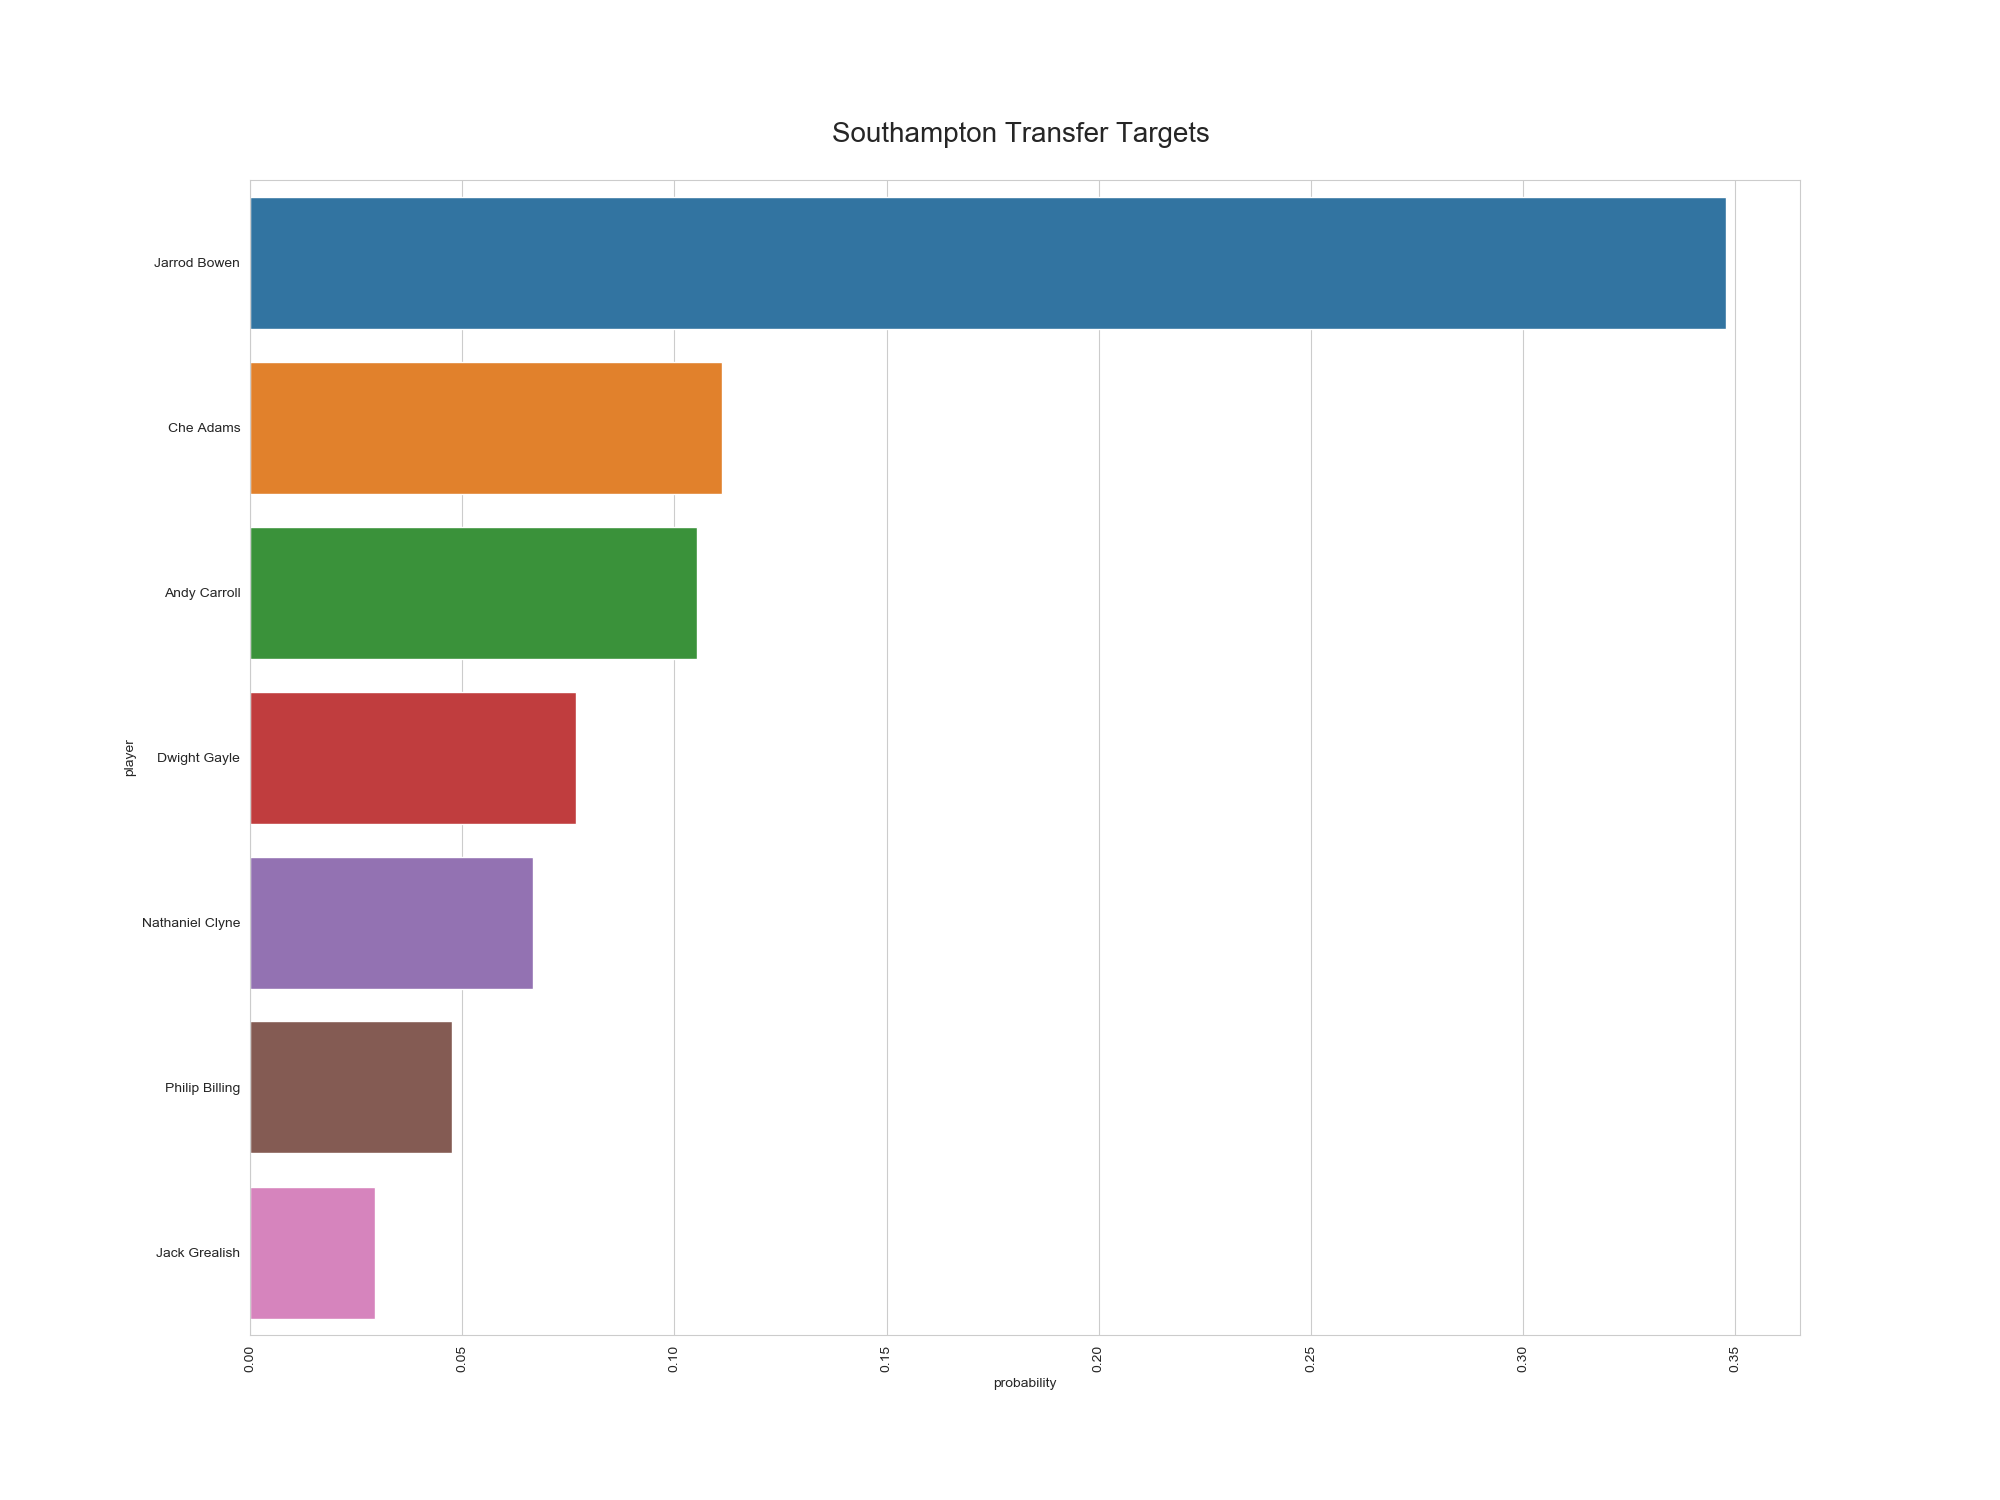 Southampton Transfer Targets
Jarrod Bowen
Che Adams
Andy Carroll
Dwight Gayle
Nathaniel Clyne
Philip Billing
Jack Grealish
player
0.00
0.05
0.10
0.15
0.20
0.25
0.30
0.35
probability